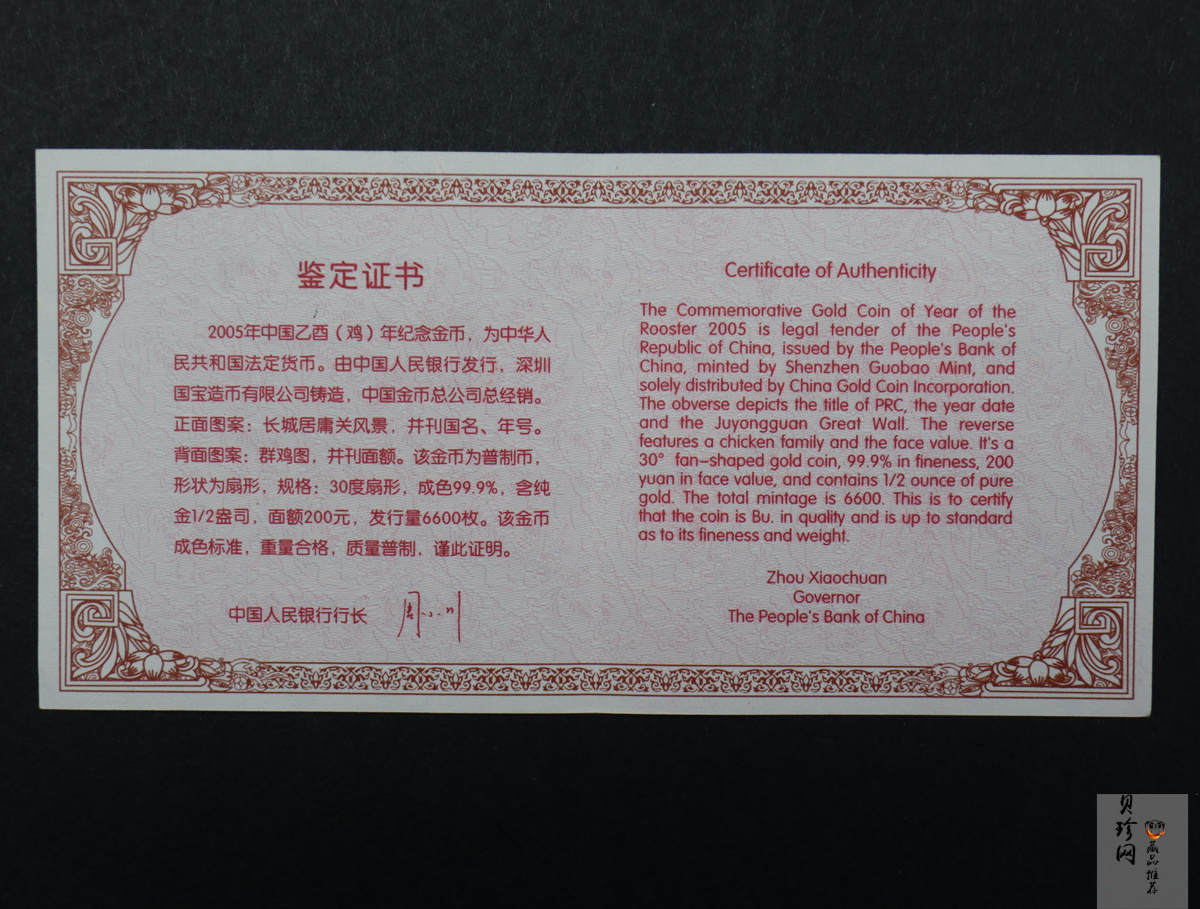 鉴定证书
2005年中国乙酉（鸡）年纪念金币，为中华人
民共和国法定货币。由中国人民银行发行，深圳
国宝造币有限公司铸造，中国金币总公司总经销。
正面图案：长城居庸关风景，并刊国名、年号。
背面图案：群鸡图，并刊面额。该金币为普制币，
形状为扇形，规格：30度扇形，成色99.9%，含纯
金1/2盎司，面额200元，发行量6600枚。该金币
成色标准，重量合格，质量普制，谨此证明。
中国人民银行行长 周小川
Certificate of Authenticity
The Commemorative Gold Coin of Year of the
Rooster 2005 is legal tender of the People's
Republic of China, issued by the People's Bank of
China, minted by Shenzhen Guobao Mint, and
solely distributed by China Gold Coin Incorporation.
The obverse depicts the title of PRC, the year date
and the Juyongguan Great Wall. The reverse
features a chicken family and the face value. It's a
30° fan-shaped gold coin, 99.9% in fineness, 200
yuan in face value, and contains 1/2 ounce of pure
gold. The total mintage is 6600. This is to certify
that the coin is Bu. in quality and is up to standard
as to its fineness and weight.
Zhou Xiaochuan
Governor
The People's Bank of China
贝珍网
藏品推荐